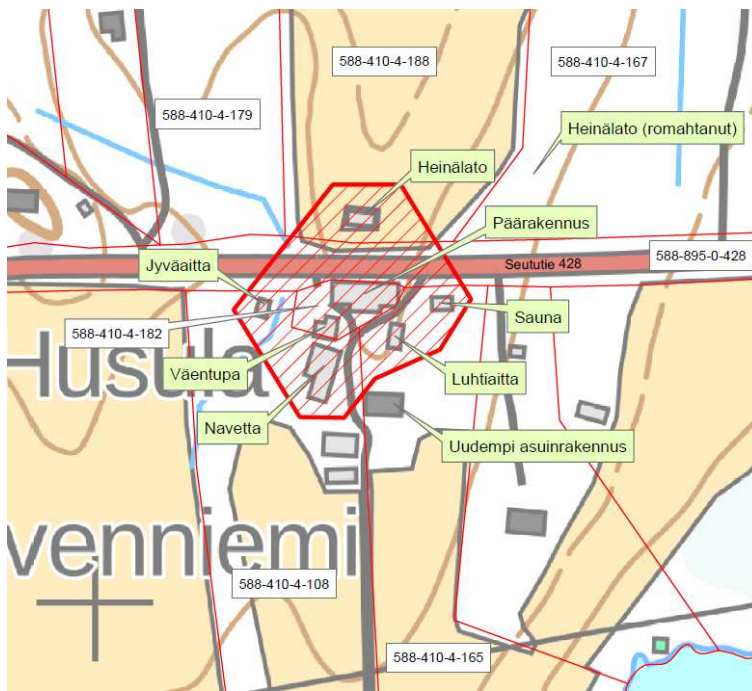 588-410-4-188
588-410-4-167
588-410-4-179
Heinälato (romahtanut)
Heinälato
Päärakennus
Jyväaitta
588-895-0-428
Seututie 428
588-410-4-182
Sauna
Husula
Väentupa
Luhtiaitta
Navetta
Uudempi asuinrakennus
venniemi
588-410-4-108
588-410-4-165